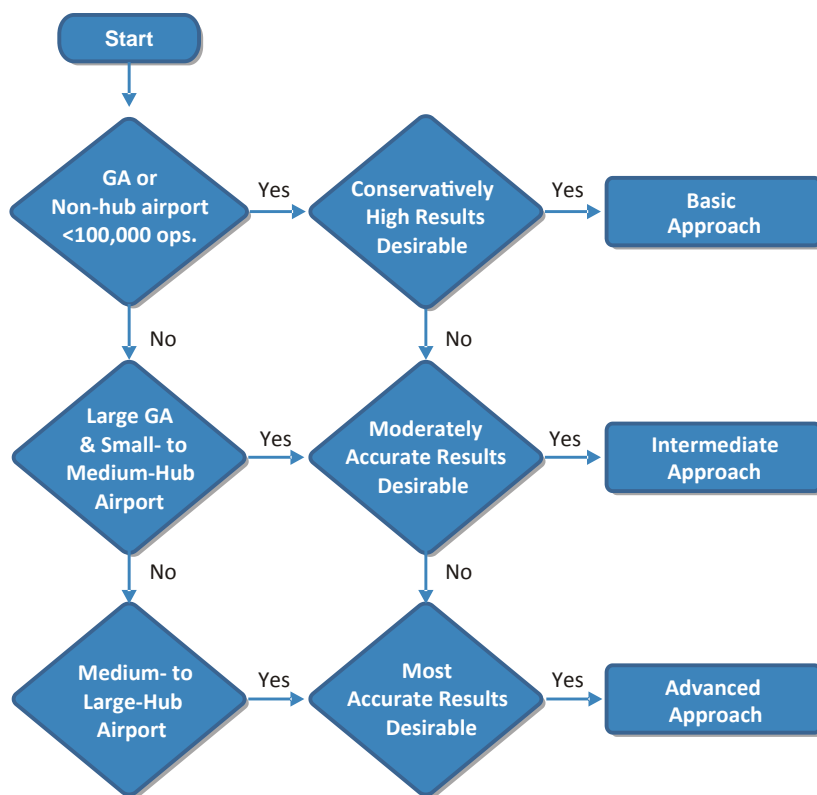 Start
GA or
Non-hub airport
<100,000 ops.
Yes
Conservatively
High Results
Desirable
Yes
Basic
Approach
No
No
Large GA
& Small- to
Medium-Hub
Airport
Yes
Moderately
Accurate Results
Desirable
Yes
Intermediate
Approach
No
No
Medium- to
Large-Hub
Airport
Yes
Most
Accurate Results
Desirable
Yes
Advanced
Approach